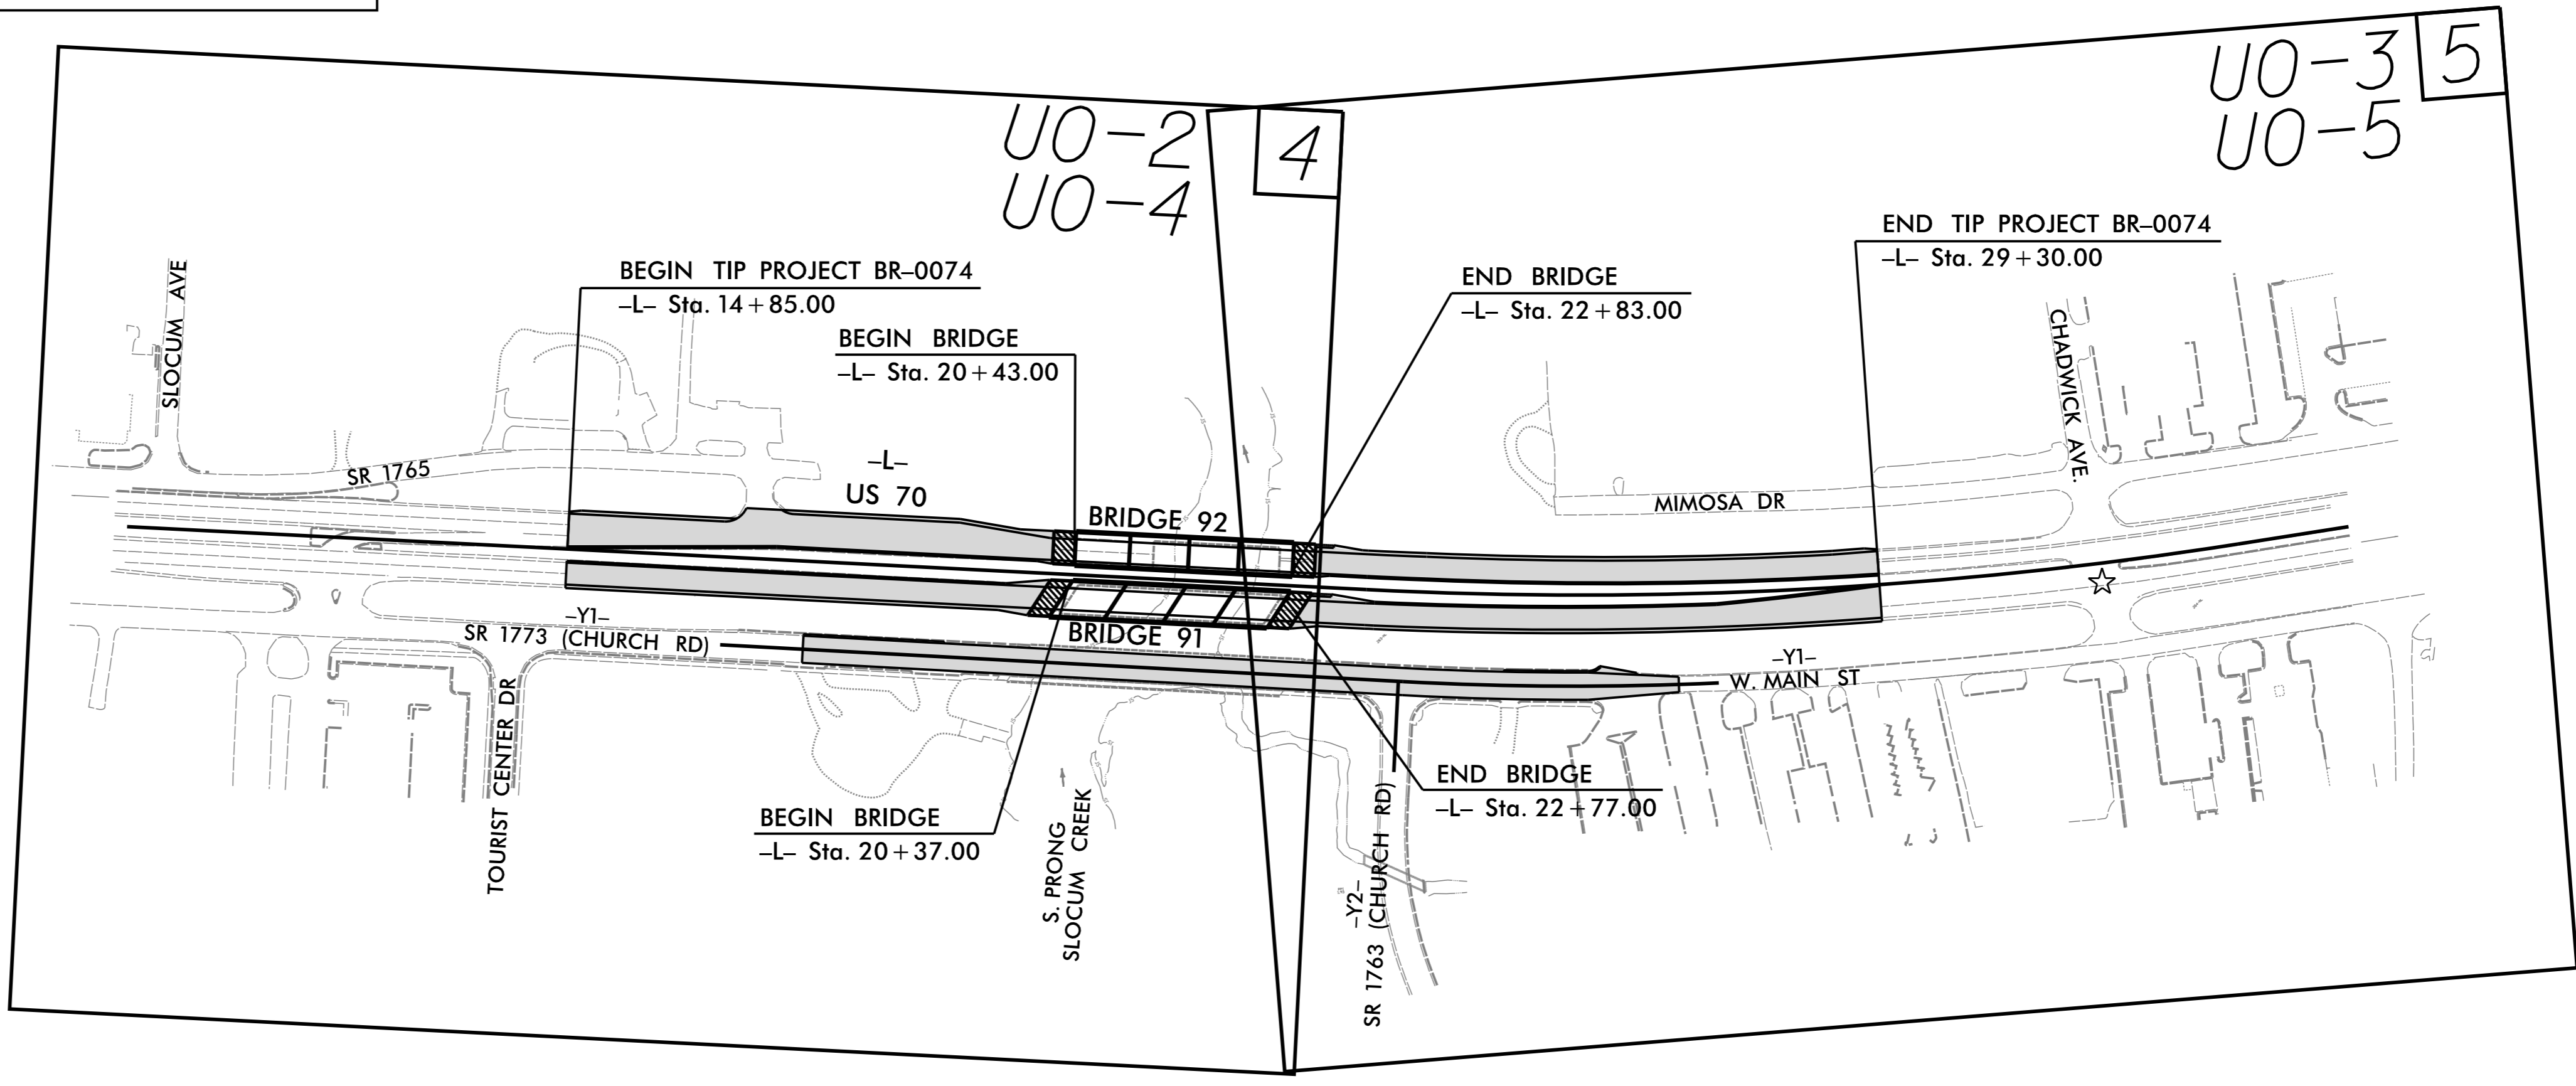 UO-2
UO-4
4
UO-3
UO-5
5
SLOCUM AVE
BEGIN TIP PROJECT BR–0074
–L– Sta. 14+85.00
BEGIN BRIDGE
–L– Sta. 20+43.00
END BRIDGE
–L– Sta. 22+83.00
END TIP PROJECT BR–0074
–L– Sta. 29+30.00
CHADWICK AVE.
SR 1765
–L–
US 70
BRIDGE 92
MIMOSA DR
–Y1–
SR 1773 (CHURCH RD)
BRIDGE 91
–Y1–
W. MAIN ST
TOURIST CENTER DR
BEGIN BRIDGE
–L– Sta. 20+37.00
S. PRONG
SLOCUM CREEK
END BRIDGE
–L– Sta. 22+77.00
–Y2–
SR 1763 (CHURCH RD)